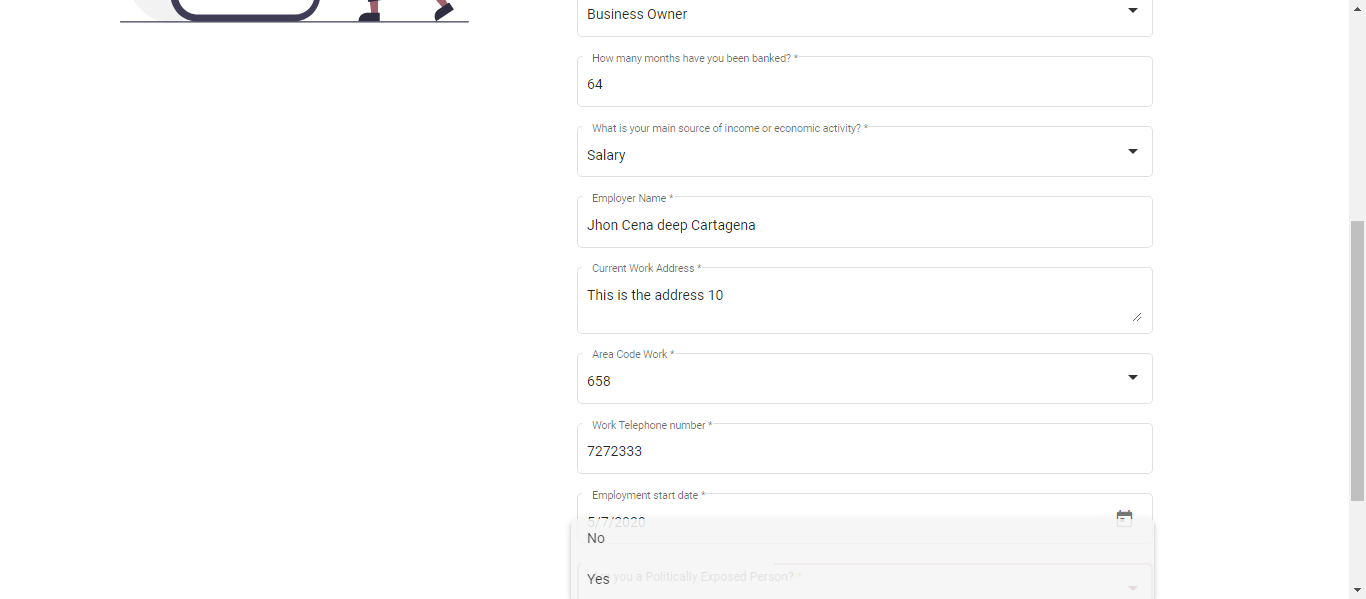 Business Owner
How many months have you been banked? *
64
What is your main source of income or economic activity? *
Salary
Employer Name *
Jhon Cena deep Cartagena
Current Work Address *
This is the address 10
Area Code Work *
658
Work Telephone number *
7272333
Employment start date *
5/7/2020
No
you a Politically Exposed Person? *
Yes